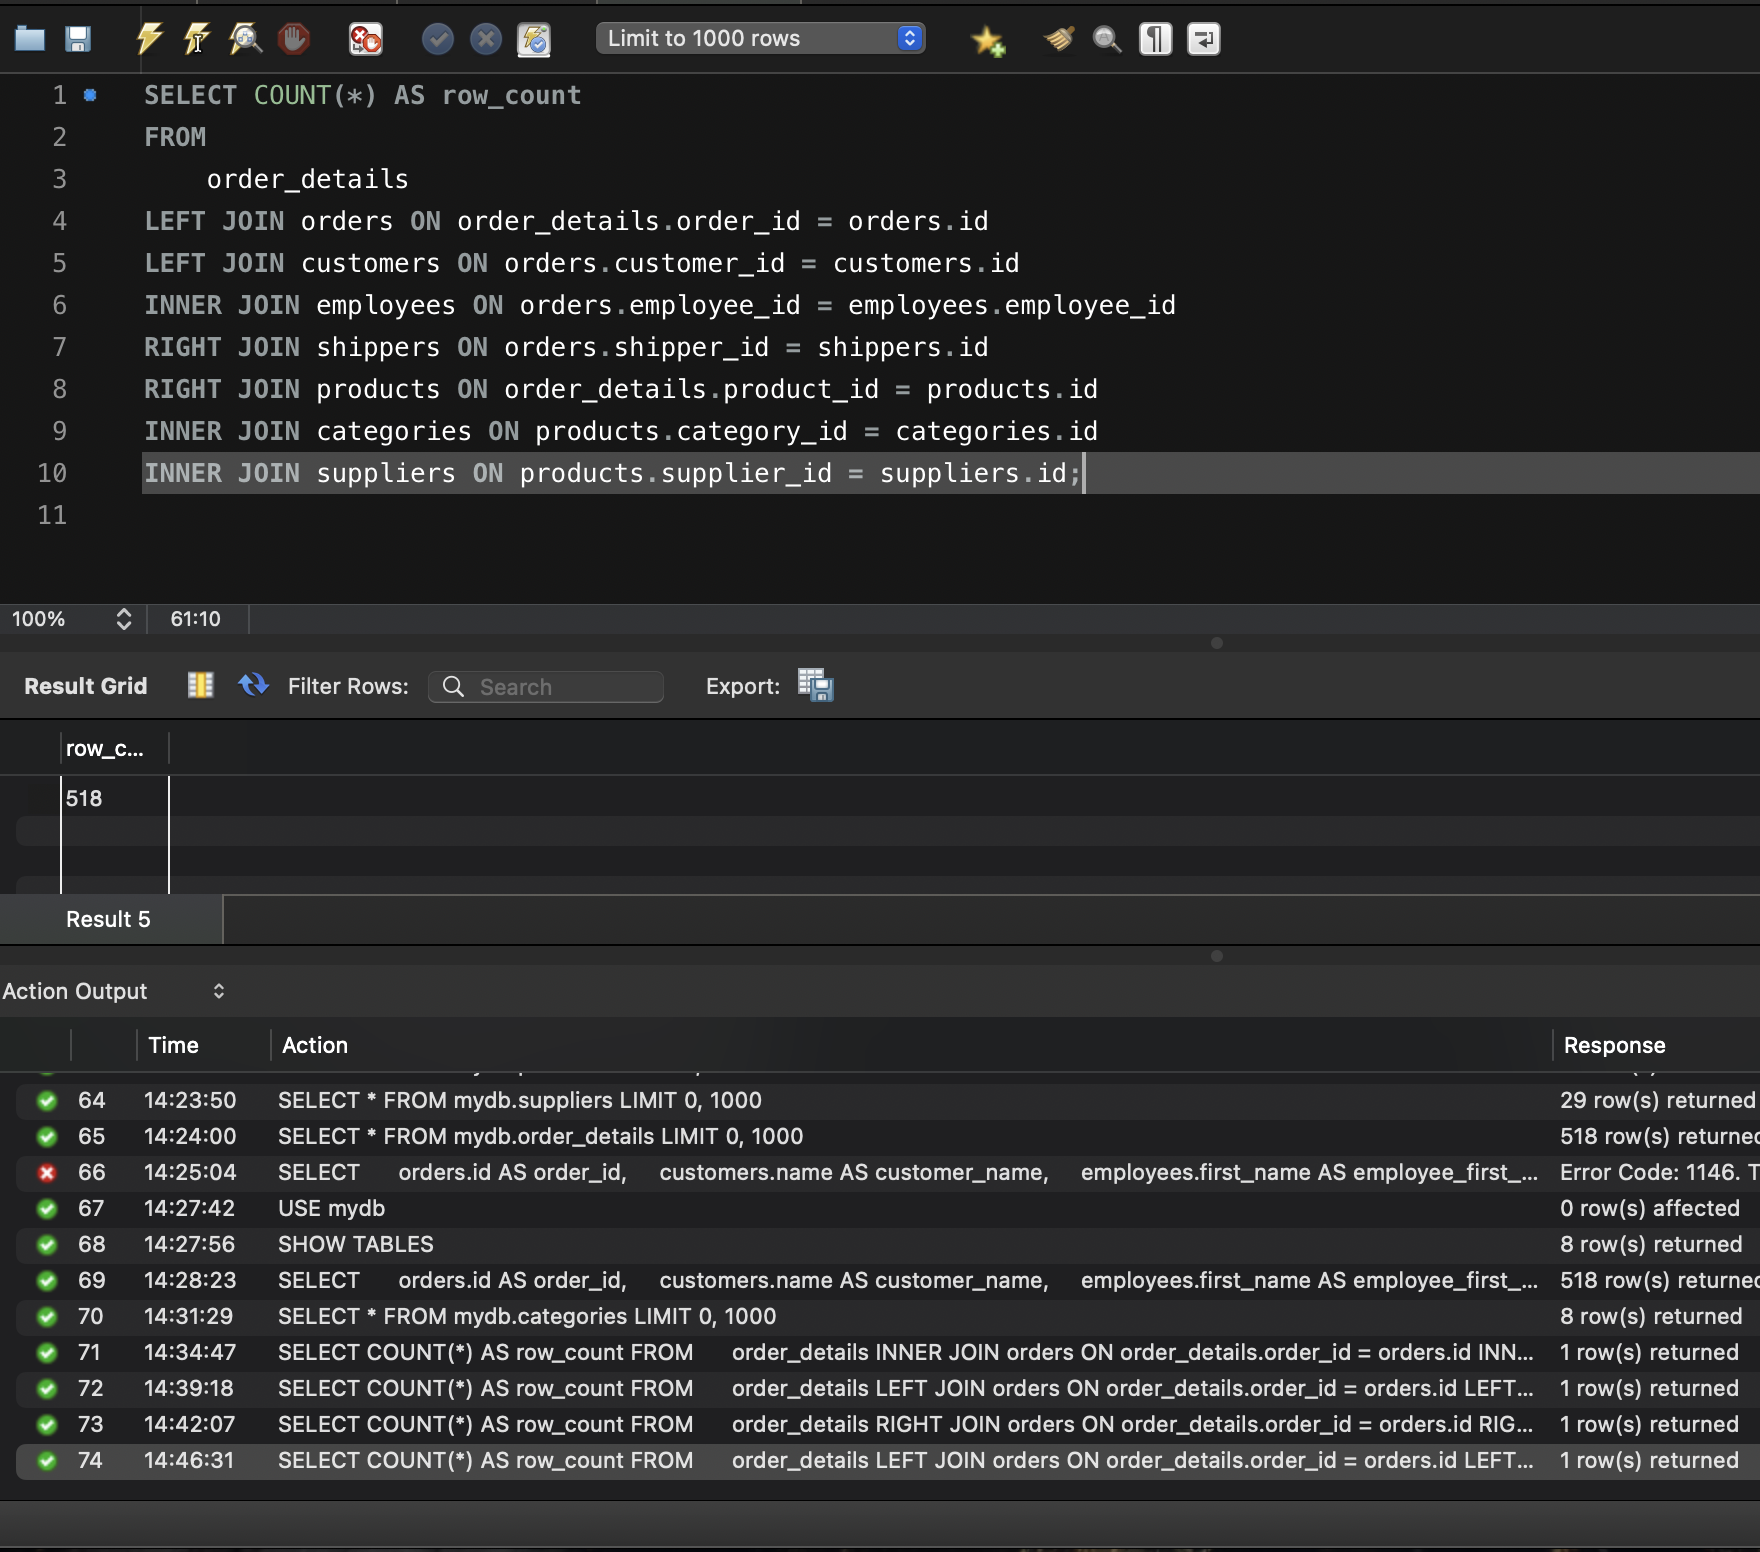 Limit to 1000 rows
1 SELECT COUNT(*) AS row_count
2 FROM
3 order_details
4 LEFT JOIN orders ON order_details.order_id = orders.id
5 LEFT JOIN customers ON orders.customer_id = customers.id
6 INNER JOIN employees ON orders.employee_id = employees.employee_id
7 RIGHT JOIN shippers ON orders.shipper_id = shippers.id
8 RIGHT JOIN products ON order_details.product_id = products.id
9 INNER JOIN categories ON products.category_id = categories.id
10 INNER JOIN suppliers ON products.supplier_id = suppliers.id;
11
100% 61:10
Result Grid Filter Rows: Search Export:
row_c...
518
Result 5
Action Output
Time Action Response
64 14:23:50 SELECT * FROM mydb.suppliers LIMIT 0, 1000 29 row(s) returned
65 14:24:00 SELECT * FROM mydb.order_details LIMIT 0, 1000 518 row(s) returned
66 14:25:04 SELECT orders.id AS order_id, customers.name AS customer_name, employees.first_name AS employee_first_... Error Code: 1146. T
67 14:27:42 USE mydb 0 row(s) affected
68 14:27:56 SHOW TABLES 8 row(s) returned
69 14:28:23 SELECT orders.id AS order_id, customers.name AS customer_name, employees.first_name AS employee_first_... 518 row(s) returned
70 14:31:29 SELECT * FROM mydb.categories LIMIT 0, 1000 8 row(s) returned
71 14:34:47 SELECT COUNT(*) AS row_count FROM order_details INNER JOIN orders ON order_details.order_id = orders.id INN... 1 row(s) returned
72 14:39:18 SELECT COUNT(*) AS row_count FROM order_details LEFT JOIN orders ON order_details.order_id = orders.id LEFT... 1 row(s) returned
73 14:42:07 SELECT COUNT(*) AS row_count FROM order_details RIGHT JOIN orders ON order_details.order_id = orders.id RIG... 1 row(s) returned
74 14:46:31 SELECT COUNT(*) AS row_count FROM order_details LEFT JOIN orders ON order_details.order_id = orders.id LEFT... 1 row(s) returned